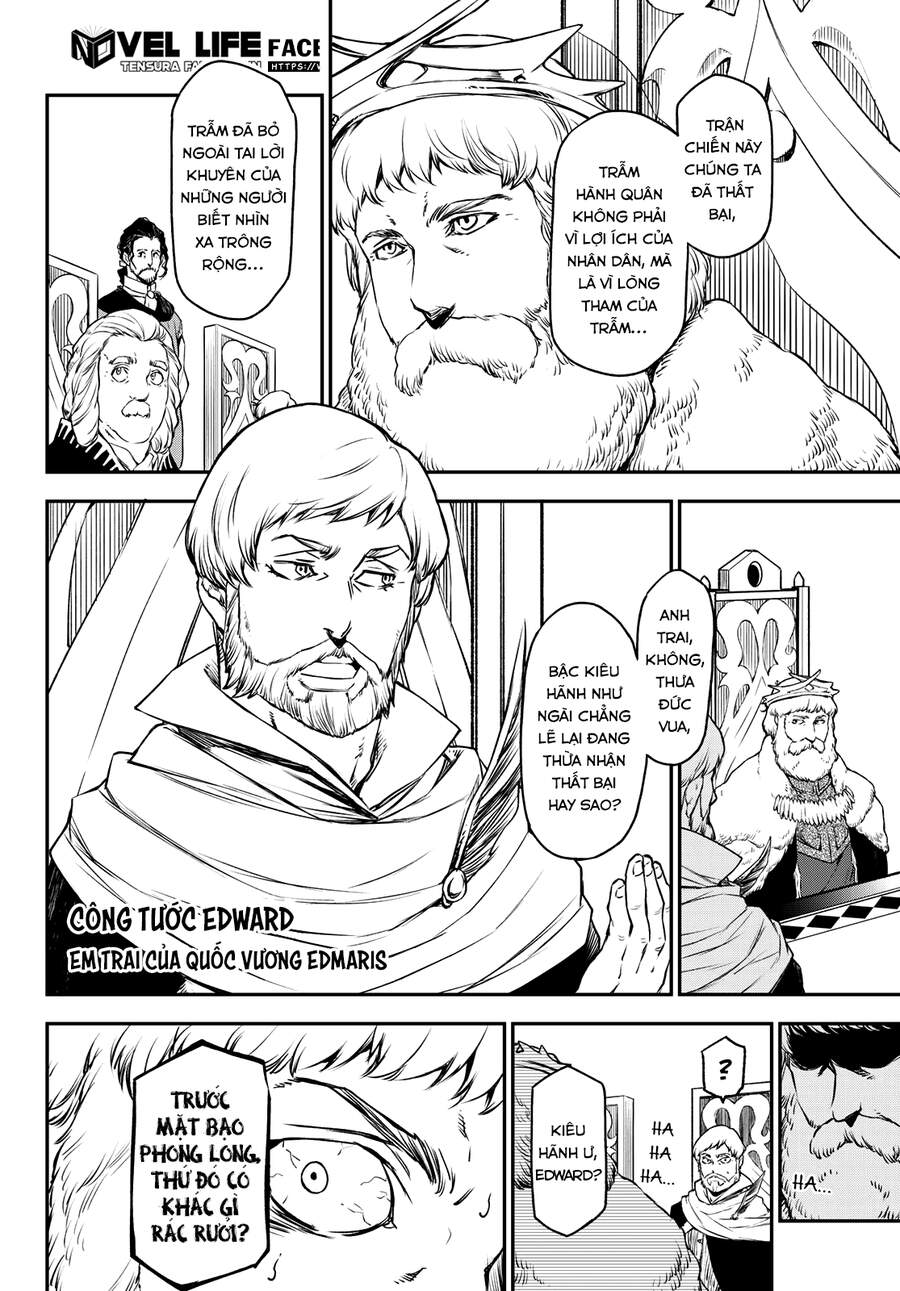 NOVEL LIFE FACE
TENSURA FA
HTTPS://
TRẬN
CHIẾN NÀY
CHÚNG TA
ĐÃ THẤT
BẠI,
TRẪM
HÀNH QUÂN
KHÔNG PHẢI
VÌ LỢI ÍCH CỦA
NHÂN DÂN, MÀ
LÀ VÌ LÒNG
THAM CỦA
TRẪM...
TRẪM ĐÃ BỎ
NGOÀI TAI LỜI
KHUYÊN CỦA
NHỮNG NGƯỜI
BIẾT NHÌN
XA TRÔNG
RỘNG...
ANH
TRAI,
KHÔNG,
THƯA
ĐỨC
VUA,
BẬC KIÊU
HÃNH NHƯ
NGÀI CHẲNG
LẼ LẠI ĐANG
THỪA NHẬN
THẤT BẠI
HAY SAO?
CÔNG TƯỚC EDWARD
EM TRAI CỦA QUỐC VƯƠNG EDMARIS
HA...
?
HA
HA
HA...
KIÊU
HÃNH Ư,
EDWARD?
TRƯỚC
MẶT BẠO
PHONG LONG,
THỨ ĐÓ CÓ
KHÁC GÌ
RÁC RƯỞI?